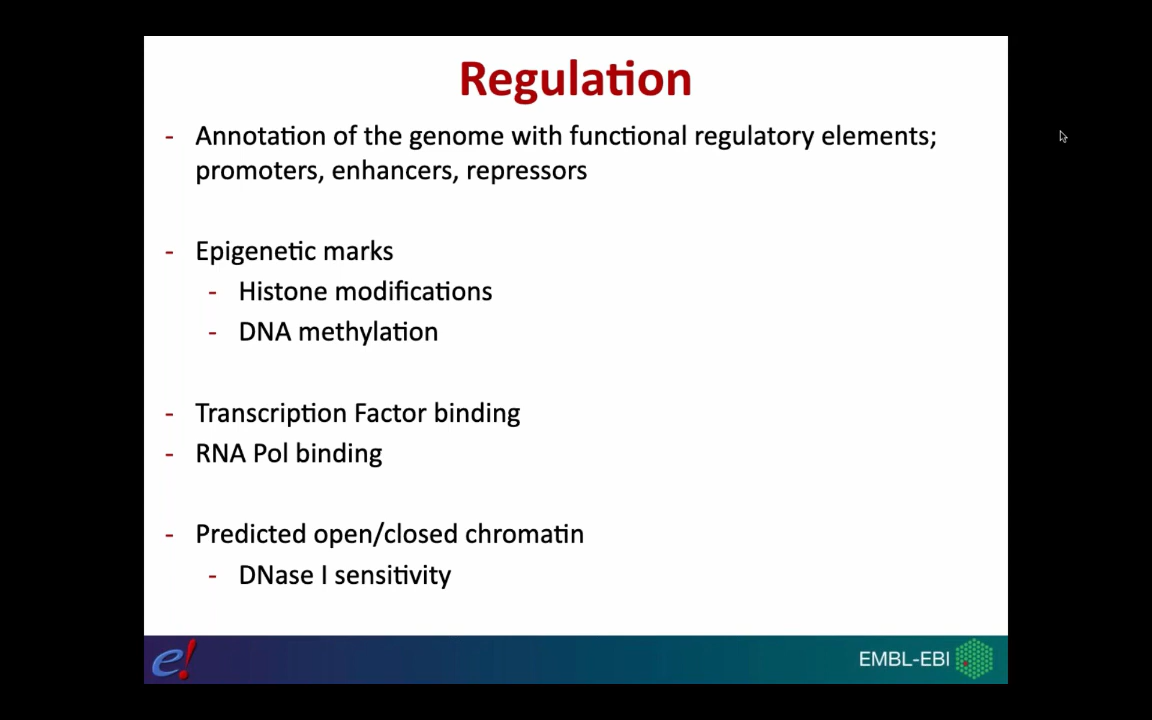 Regulation
- Annotation of the genome with functional regulatory elements;
promoters, enhancers, repressors
- Epigenetic marks
- Histone modifications
- DNA methylation
- Transcription Factor binding
- RNA Pol binding
- Predicted open/closed chromatin
- DNase I sensitivity
e! EMBL-EBI